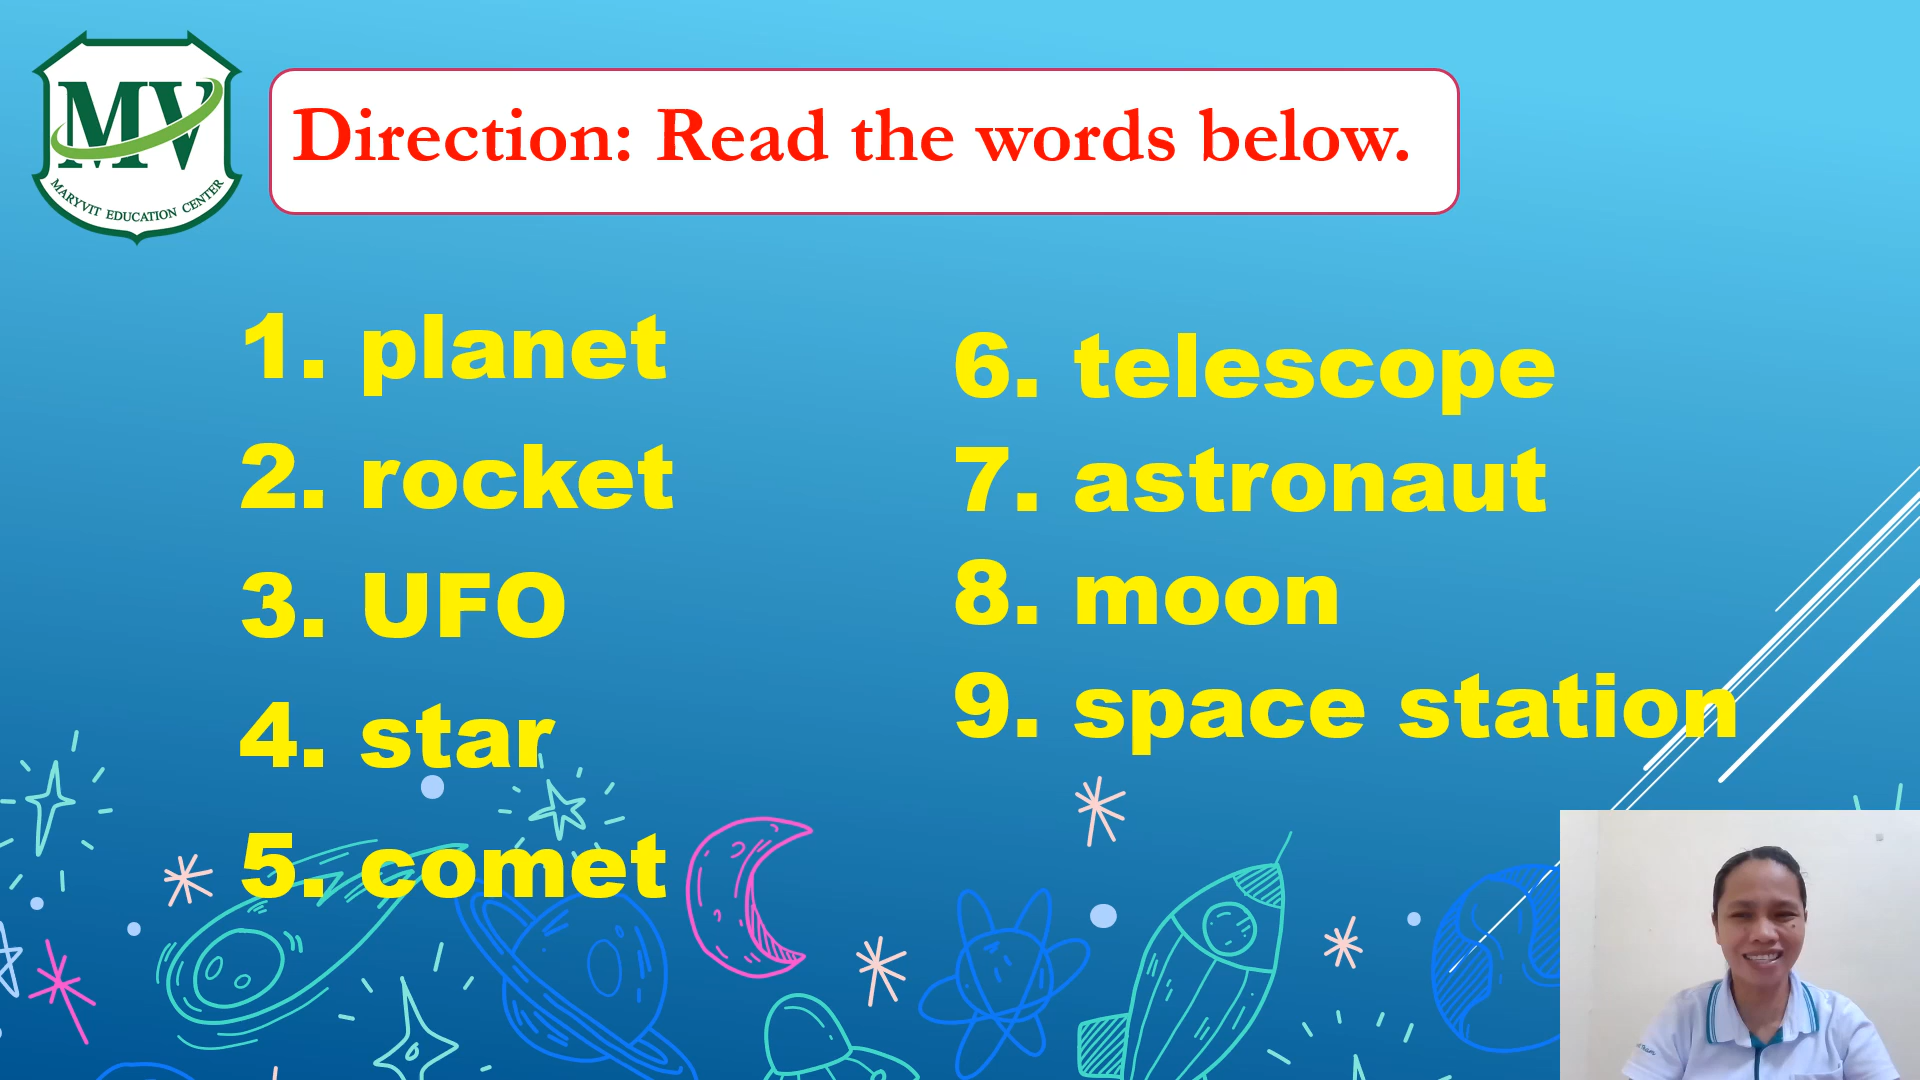 MV
MARYVIT EDUCATION CENTER
Direction: Read the words below.
1. planet
2. rocket
3. UFO
4. star
5. comet
6. telescope
7. astronaut
8. moon
9. space station